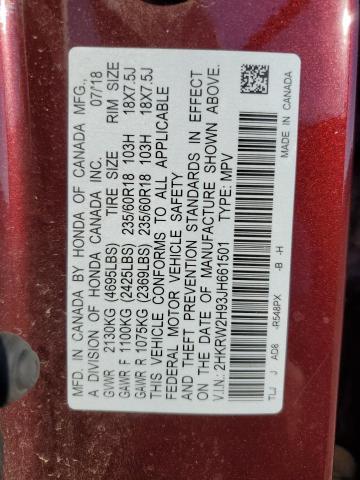 MFD. IN CANADA BY HONDA OF CANADA MFG.,
A DIVISION OF HONDA CANADA INC. 07/18
GVWR 2130KG (4695LBS) TIRE SIZE RIM SIZE
GAWR F 1100KG (2425LBS) 235/60R18 103H 18X7.5J
GAWR R 1075KG (2369LBS) 235/60R18 103H 18X7.5J
THIS VEHICLE CONFORMS TO ALL APPLICABLE
FEDERAL MOTOR VEHICLE SAFETY
AND THEFT PREVENTION STANDARDS IN EFFECT
ON THE DATE OF MANUFACTURE SHOWN ABOVE.
V.I.N.: 2HKRW2H93JH661501 TYPE: MPV
TLJ J AD8 -R548PX -B -H
MADE IN CANADA